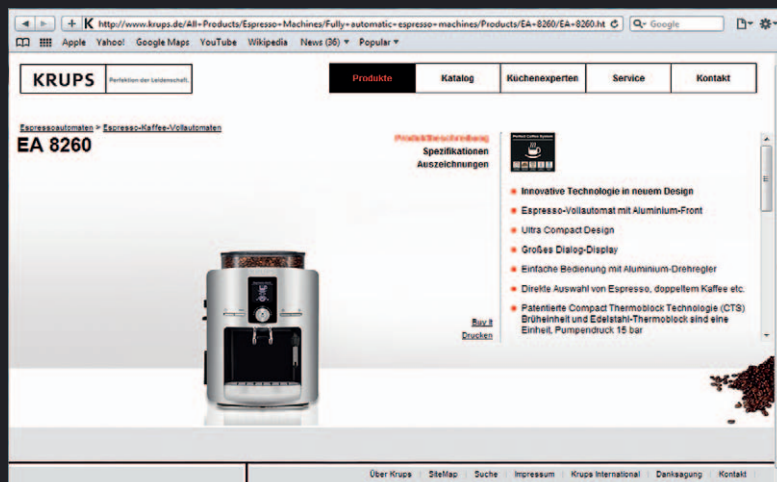 http://www.krups.de/All+Products/Espresso+Machines/Fully+automatic+espresso+machines/Products/EA+8260/EA+8260.ht
Google
Apple Yahoo! Google Maps YouTube Wikipedia News (36) Popular
KRUPS Perfektion der Leidenschaft.
Produkte Katalog Küchenexperten Service Kontakt
Espressoautomaten > Espresso-Kaffee-Vollautomaten
EA 8260
Produktbeschreibung
Spezifikationen
Auszeichnungen
Innovative Technologie in neuem Design
Espresso-Vollautomat mit Aluminium-Front
Ultra Compact Design
Großes Dialog-Display
Einfache Bedienung mit Aluminium-Drehregler
Direkte Auswahl von Espresso, doppeltem Kaffee etc.
Patentierte Compact Thermoblock Technologie (CTS)
Brüheinheit und Edelstahl-Thermoblock sind eine
Einheit, Pumpendruck 15 bar
Buy it
Drucken
Über Krups SiteMap Suche Impressum Krups International Danksagung Kontakt